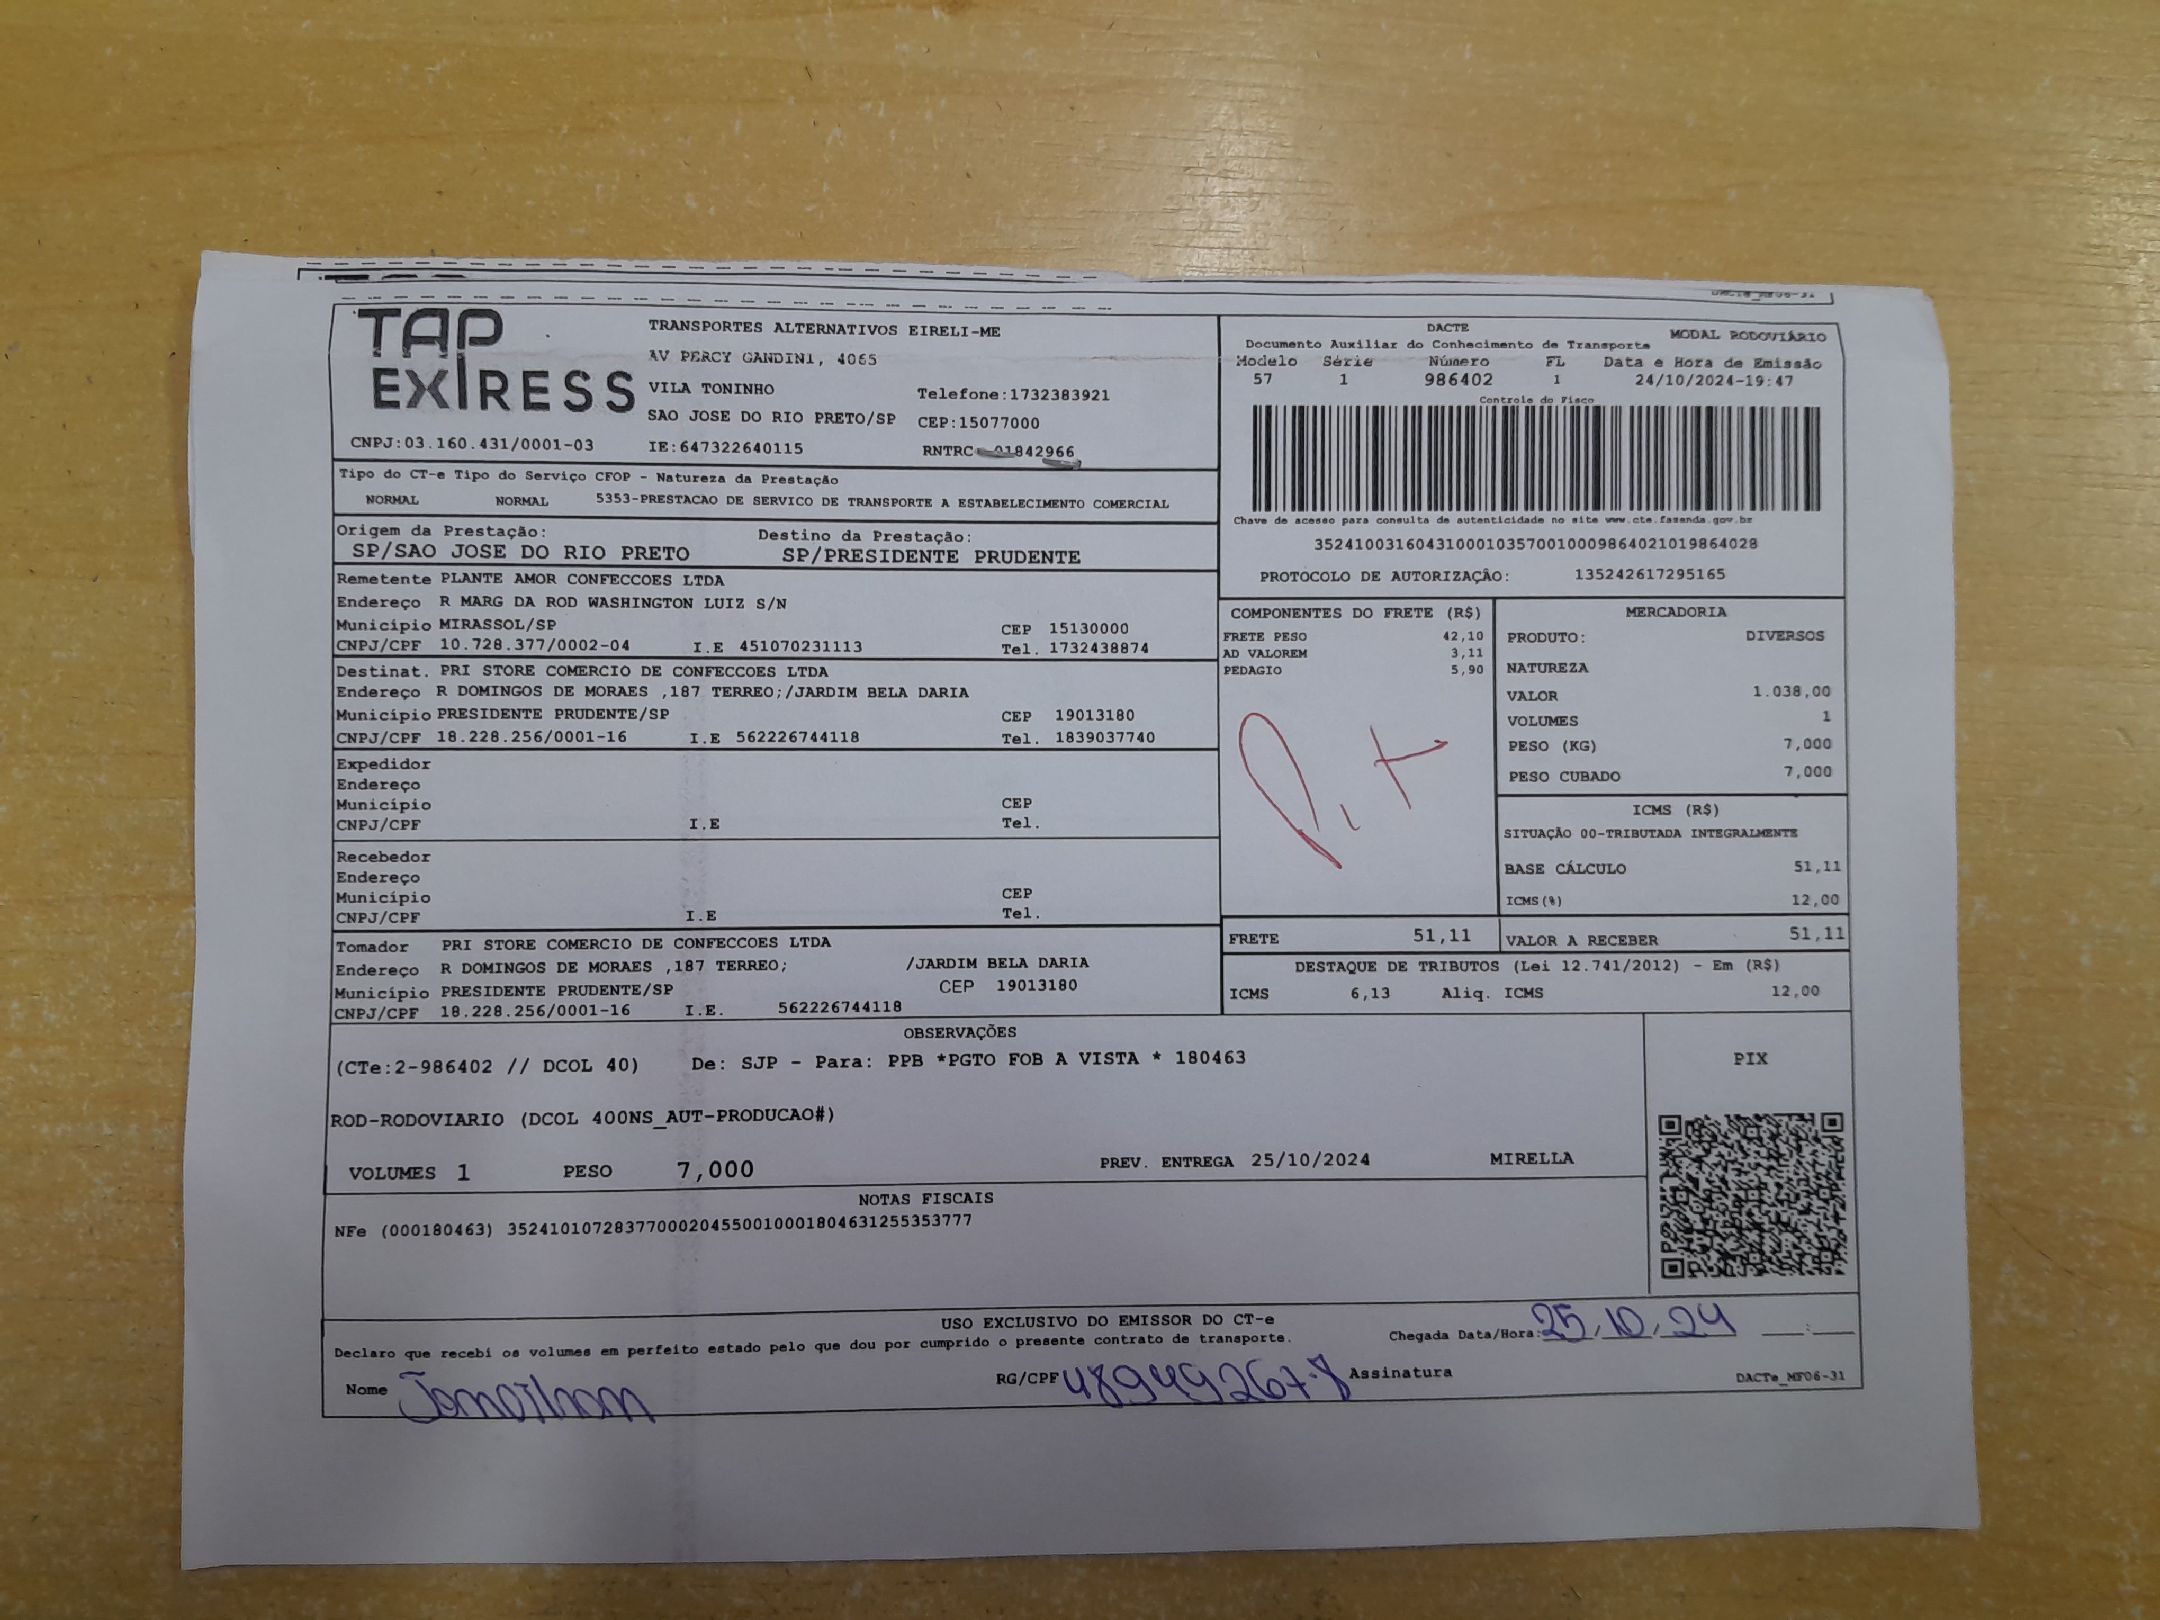 DACTe_MF06-31
TAP
EXPRESS
TRANSPORTES ALTERNATIVOS EIRELI-ME
AV PERCY GANDINI, 4065
VILA TONINHO
Telefone:1732383921
SAO JOSE DO RIO PRETO/SP CEP:15077000
CNPJ:03.160.431/0001-03 IE:647322640115 RNTRC 01842966
DACTE MODAL RODOVIÁRIO
Documento Auxiliar do Conhecimento de Transporte
Modelo Série Número FL Data e Hora de Emissão
57 1 986402 1 24/10/2024-19:47
Controle do Fisco
Chave de acesso para consulta de autenticidade no site www.cte.fazenda.gov.br
35241003160431000103570010009864021019864028
PROTOCOLO DE AUTORIZAÇÃO: 135242617295165
Tipo do CT-e Tipo do Serviço CFOP - Natureza da Prestação
NORMAL NORMAL 5353-PRESTACAO DE SERVICO DE TRANSPORTE A ESTABELECIMENTO COMERCIAL
Origem da Prestação: Destino da Prestação:
SP/SAO JOSE DO RIO PRETO SP/PRESIDENTE PRUDENTE
Remetente PLANTE AMOR CONFECCOES LTDA
Endereço R MARG DA ROD WASHINGTON LUIZ S/N
Município MIRASSOL/SP CEP 15130000
CNPJ/CPF 10.728.377/0002-04 I.E 451070231113 Tel. 1732438874
Destinat. PRI STORE COMERCIO DE CONFECCOES LTDA
Endereço R DOMINGOS DE MORAES ,187 TERREO;/JARDIM BELA DARIA
Município PRESIDENTE PRUDENTE/SP CEP 19013180
CNPJ/CPF 18.228.256/0001-16 I.E 562226744118 Tel. 1839037740
Expedidor
Endereço
Município CEP
CNPJ/CPF I.E Tel.
Recebedor
Endereço
Município CEP
CNPJ/CPF I.E Tel.
Tomador PRI STORE COMERCIO DE CONFECCOES LTDA
Endereço R DOMINGOS DE MORAES ,187 TERREO; /JARDIM BELA DARIA
Município PRESIDENTE PRUDENTE/SP CEP 19013180
CNPJ/CPF 18.228.256/0001-16 I.E. 562226744118
COMPONENTES DO FRETE (R$)
FRETE PESO 42,10
AD VALOREM 3,11
PEDAGIO 5,90
MERCADORIA
PRODUTO: DIVERSOS
NATUREZA
VALOR 1.038,00
VOLUMES 1
PESO (KG) 7,000
PESO CUBADO 7,000
ICMS (R$)
SITUAÇÃO 00-TRIBUTADA INTEGRALMENTE
BASE CÁLCULO 51,11
ICMS(%) 12,00
FRETE 51,11 VALOR A RECEBER 51,11
DESTAQUE DE TRIBUTOS (Lei 12.741/2012) - Em (R$)
ICMS 6,13 Aliq. ICMS 12,00
OBSERVAÇÕES
(CTe:2-986402 // DCOL 40) De: SJP - Para: PPB *PGTO FOB A VISTA * 180463
ROD-RODOVIARIO (DCOL 400NS_AUT-PRODUCAO#)
VOLUMES 1 PESO 7,000 PREV. ENTREGA 25/10/2024 MIRELLA
PIX
NOTAS FISCAIS
NFe (000180463) 35241010728377000204550010001804631255353777
USO EXCLUSIVO DO EMISSOR DO CT-e
Declaro que recebi os volumes em perfeito estado pelo que dou por cumprido o presente contrato de transporte.
Chegada Data/Hora: 25,10,24 __:__
Nome Jonathan RG/CPF 48949267-8 Assinatura
DACTe_MF06-31